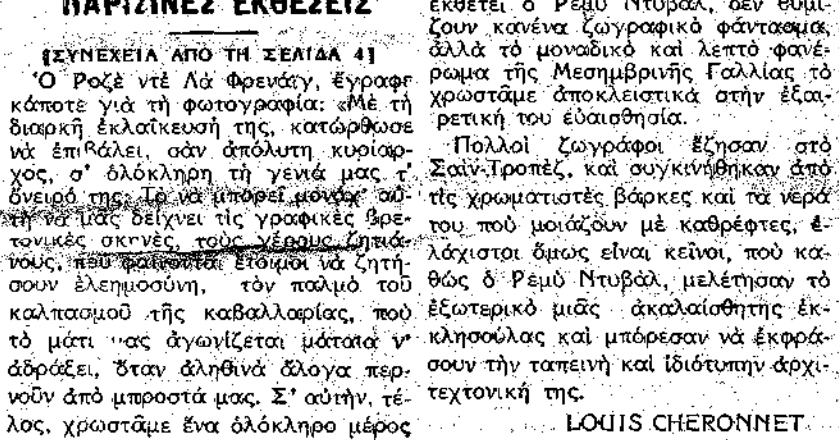 ΠΑΡΙΖΙΝΕΣ ΕΚΘΕΣΕΙΣ
[ΣΥΝΕΧΕΙΑ ΑΠΟ ΤΗ ΣΕΛΙΔΑ 4]
Ὁ Ροζὲ ντὲ Λὰ Φρεναίγ, ἔγραφε
κάποτε γιὰ τὴ φωτογραφία: «Μὲ τὴ
διαρκῆ ἐκλαΐκευσή της, κατώρθωσε
νὰ ἐπιβάλει, σὰν ἀπόλυτη κυρίαρ-
χος, σ' ὁλόκληρη τὴ γενιά μας τ'
ὄνειρό της. Τὸ νὰ μπορεῖ μονάχ' αὐ-
τὴ νὰ μᾶς δείχνει τὶς γραφικὲς βρε-
τονικὲς σκηνὲς, τοὺς γέρους ζητιά-
νους, ποὺ φαίνονται ἕτοιμοι νὰ ζητή-
σουν ἐλεημοσύνη, τὸν παλμὸ τοῦ
καλπασμοῦ τῆς καβαλλαρίας, ποὺ
τὸ μάτι μας ἀγωνίζεται μάταια ν'
ἀδράξει, ὅταν ἀληθινὰ ἄλογα περ-
νοῦν ἀπὸ μπροστά μας. Σ' αὐτήν, τέ-
λος, χρωστᾶμε ἕνα ὁλόκληρο μέρος
ἐκθέτει ὁ Ρεμὺ Ντυβάλ, δὲν θυμί-
ζουν κανένα ζωγραφικὸ φάντασμα,
ἀλλὰ τὸ μοναδικὸ καὶ λεπτὸ φανέ-
ρωμα τῆς Μεσημβρινῆς Γαλλίας τὸ
χρωστᾶμε ἀποκλειστικὰ στὴν ἐξαι-
ρετική του εὐαισθησία.
Πολλοὶ ζωγράφοι ἔζησαν στὸ
Σαὶν-Τροπέζ, καὶ συγκινήθηκαν ἀπὸ
τὶς χρωματιστὲς βάρκες καὶ τὰ νερά
του ποὺ μοιάζουν μὲ καθρέφτες, ἐ-
λάχιστοι ὅμως εἶναι κεῖνοι, ποὺ κα-
θὼς ὁ Ρεμὺ Ντυβάλ, μελέτησαν τὸ
ἐξωτερικὸ μιᾶς ἀκαλαίσθητης ἐκ-
κλησούλας καὶ μπόρεσαν νὰ ἐκφρά-
σουν τὴν ταπεινὴ καὶ ἰδιότυπην ἀρχι-
τεχτονική της.
LOUIS CHERONNET